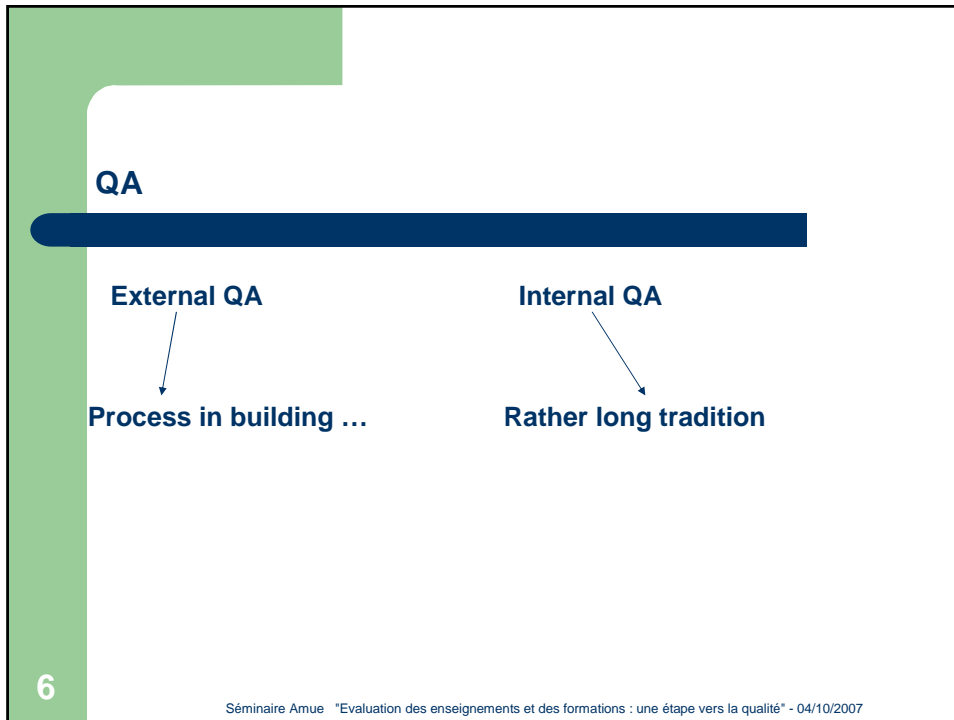 QA
External QA
Internal QA
Process in building …
Rather long tradition
6
Séminaire Amue "Evaluation des enseignements et des formations : une étape vers la qualité" - 04/10/2007